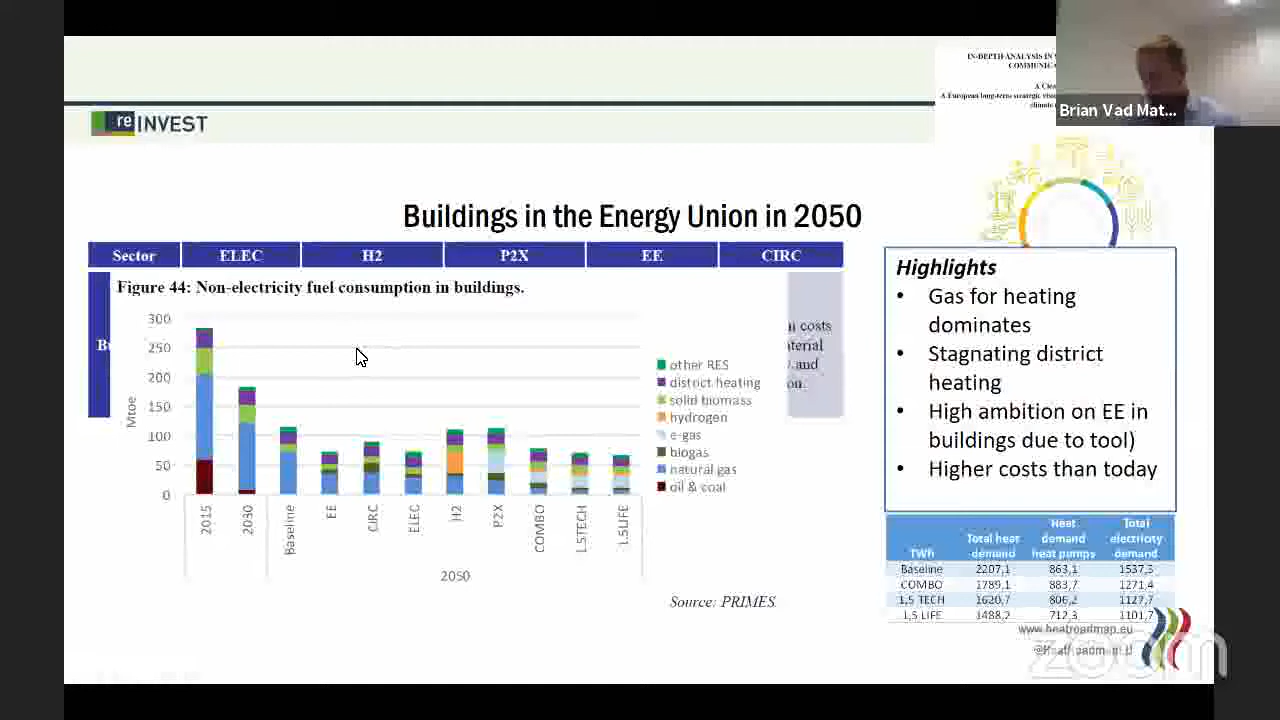 IN-DEPTH ANALYSIS IN
COMMUNIC
A Clea
A European long-term strategic visi
climate
Brian Vad Mat...
re INVEST
Buildings in the Energy Union in 2050
Sector ELEC H2 P2X EE CIRC
Figure 44: Non-electricity fuel consumption in buildings.
Bu
costs
and
on.
Mtoe
300
250
200
150
100
50
0
other RES
district heating
solid biomass
hydrogen
e-gas
biogas
natural gas
oil & coal
2015 2030 Baseline EE CIRC ELEC H2 P2X COMBO 1.5TECH 1.5LIFE
2050
Source: PRIMES
Highlights
• Gas for heating
dominates
• Stagnating district
heating
• High ambition on EE in
buildings due to tool)
• Higher costs than today
TWh Total heat demand Heat demand heat pumps Total electricity demand
Baseline 2207,1 863,1 1537,3
COMBO 1789,1 883,7 1271,4
1,5 TECH 1620,7 806,2 1127,7
1,5 LIFE 1488,2 712,3 1101,7
www.heatroadmap.eu
zoom